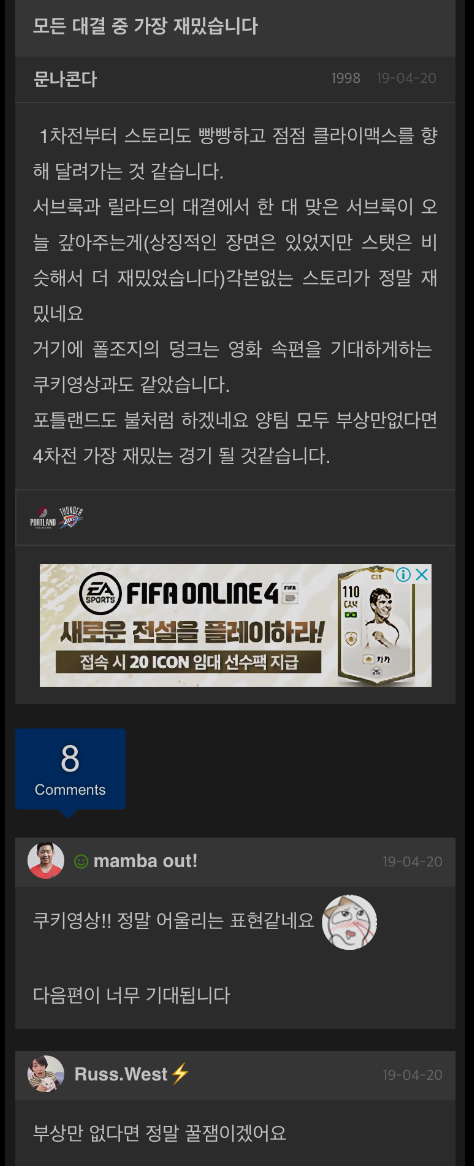 모든 대결 중 가장 재밌습니다
문나콘다 1998 19-04-20
1차전부터 스토리도 빵빵하고 점점 클라이맥스를 향
해 달려가는 것 같습니다.
서브룩과 릴라드의 대결에서 한 대 맞은 서브룩이 오
늘 갚아주는게(상징적인 장면은 있었지만 스탯은 비
슷해서 더 재밌었습니다)각본없는 스토리가 정말 재
밌네요
거기에 폴조지의 덩크는 영화 속편을 기대하게하는
쿠키영상과도 같았습니다.
포틀랜드도 불처럼 하겠네요 양팀 모두 부상만없다면
4차전 가장 재밌는 경기 될 것같습니다.
PORTLAND THUNDER
EA SPORTS FIFA ONLINE 4 FIFA
새로운 전설을 플레이하라!
접속 시 20 ICON 임대 선수팩 지급
110
CAM
카카
8
Comments
mamba out! 19-04-20
쿠키영상!! 정말 어울리는 표현같네요
다음편이 너무 기대됩니다
Russ.West⚡ 19-04-20
부상만 없다면 정말 꿀잼이겠어요